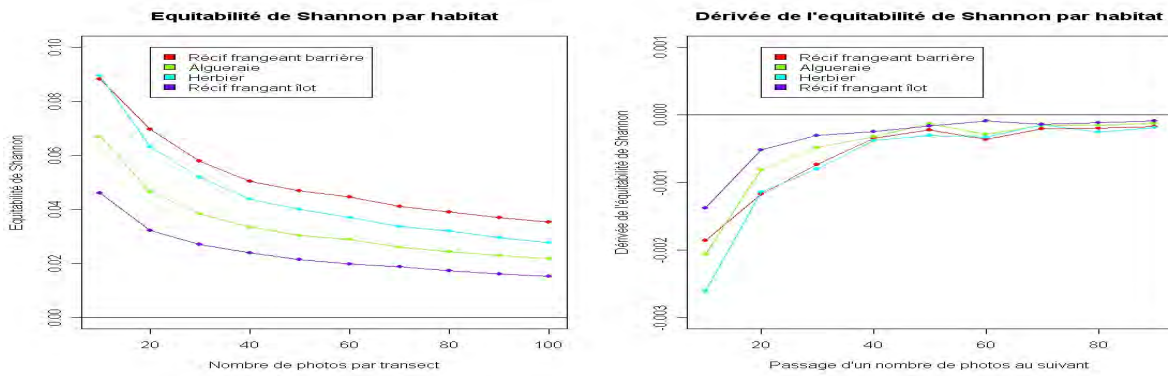 Equitabilité de Shannon par habitat
Equitabilité de Shannon
0.10
0.08
0.06
0.04
0.02
0.00
Récif frangeant barrière
Algueraie
Herbier
Récif frangant îlot
20
40
60
80
100
Nombre de photos par transect
Dérivée de l'equitabilité de Shannon par habitat
Dérivée de l'équitabilité de Shannon
0.001
0.0000
-0.001
-0.002
-0.003
Récif frangeant barrière
Algueraie
Herbier
Récif frangant îlot
20
40
60
80
Passage d'un nombre de photos au suivant